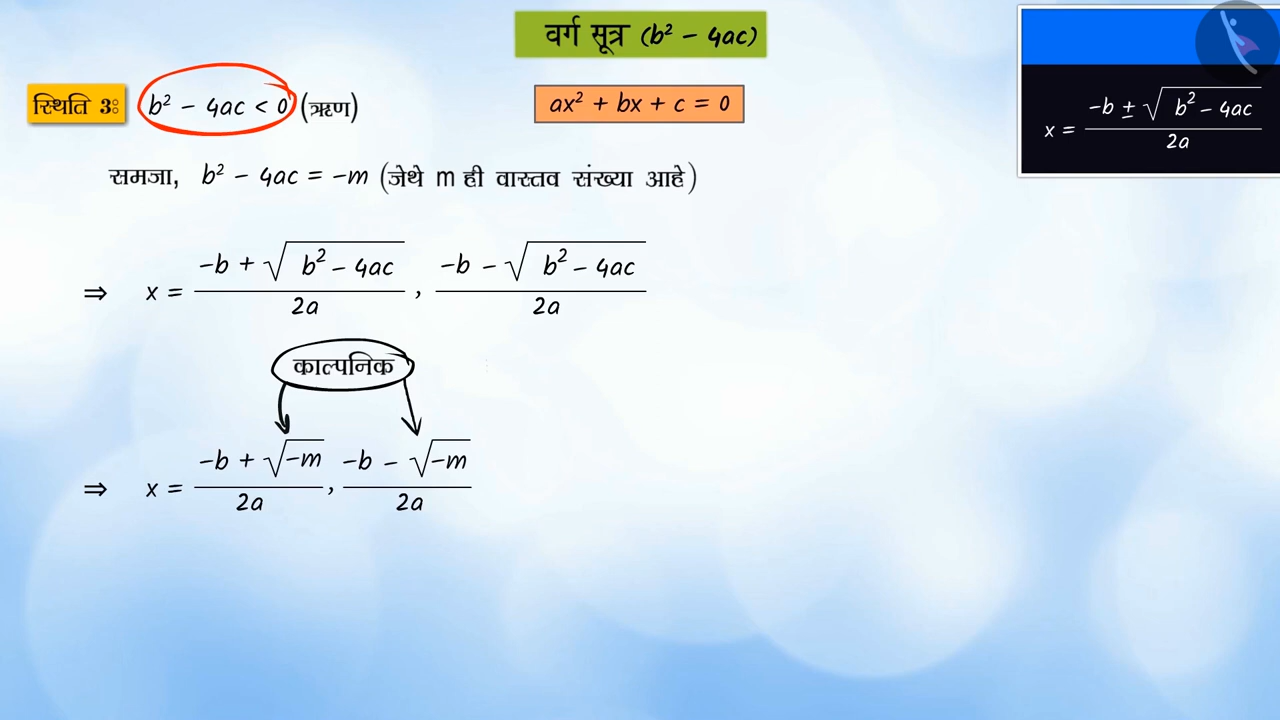 वर्ग सूत्र (b² − 4ac)
स्थिति 3ः b² − 4ac < 0 (ऋण)
ax² + bx + c = 0
x = (−b ± √(b² − 4ac))/2a
समजा, b² − 4ac = −m (जेथे m ही वास्तव संख्या आहे)
⇒ x = (−b + √(b² − 4ac))/2a , (−b − √(b² − 4ac))/2a
काल्पनिक
⇒ x = (−b + √−m)/2a , (−b − √−m)/2a